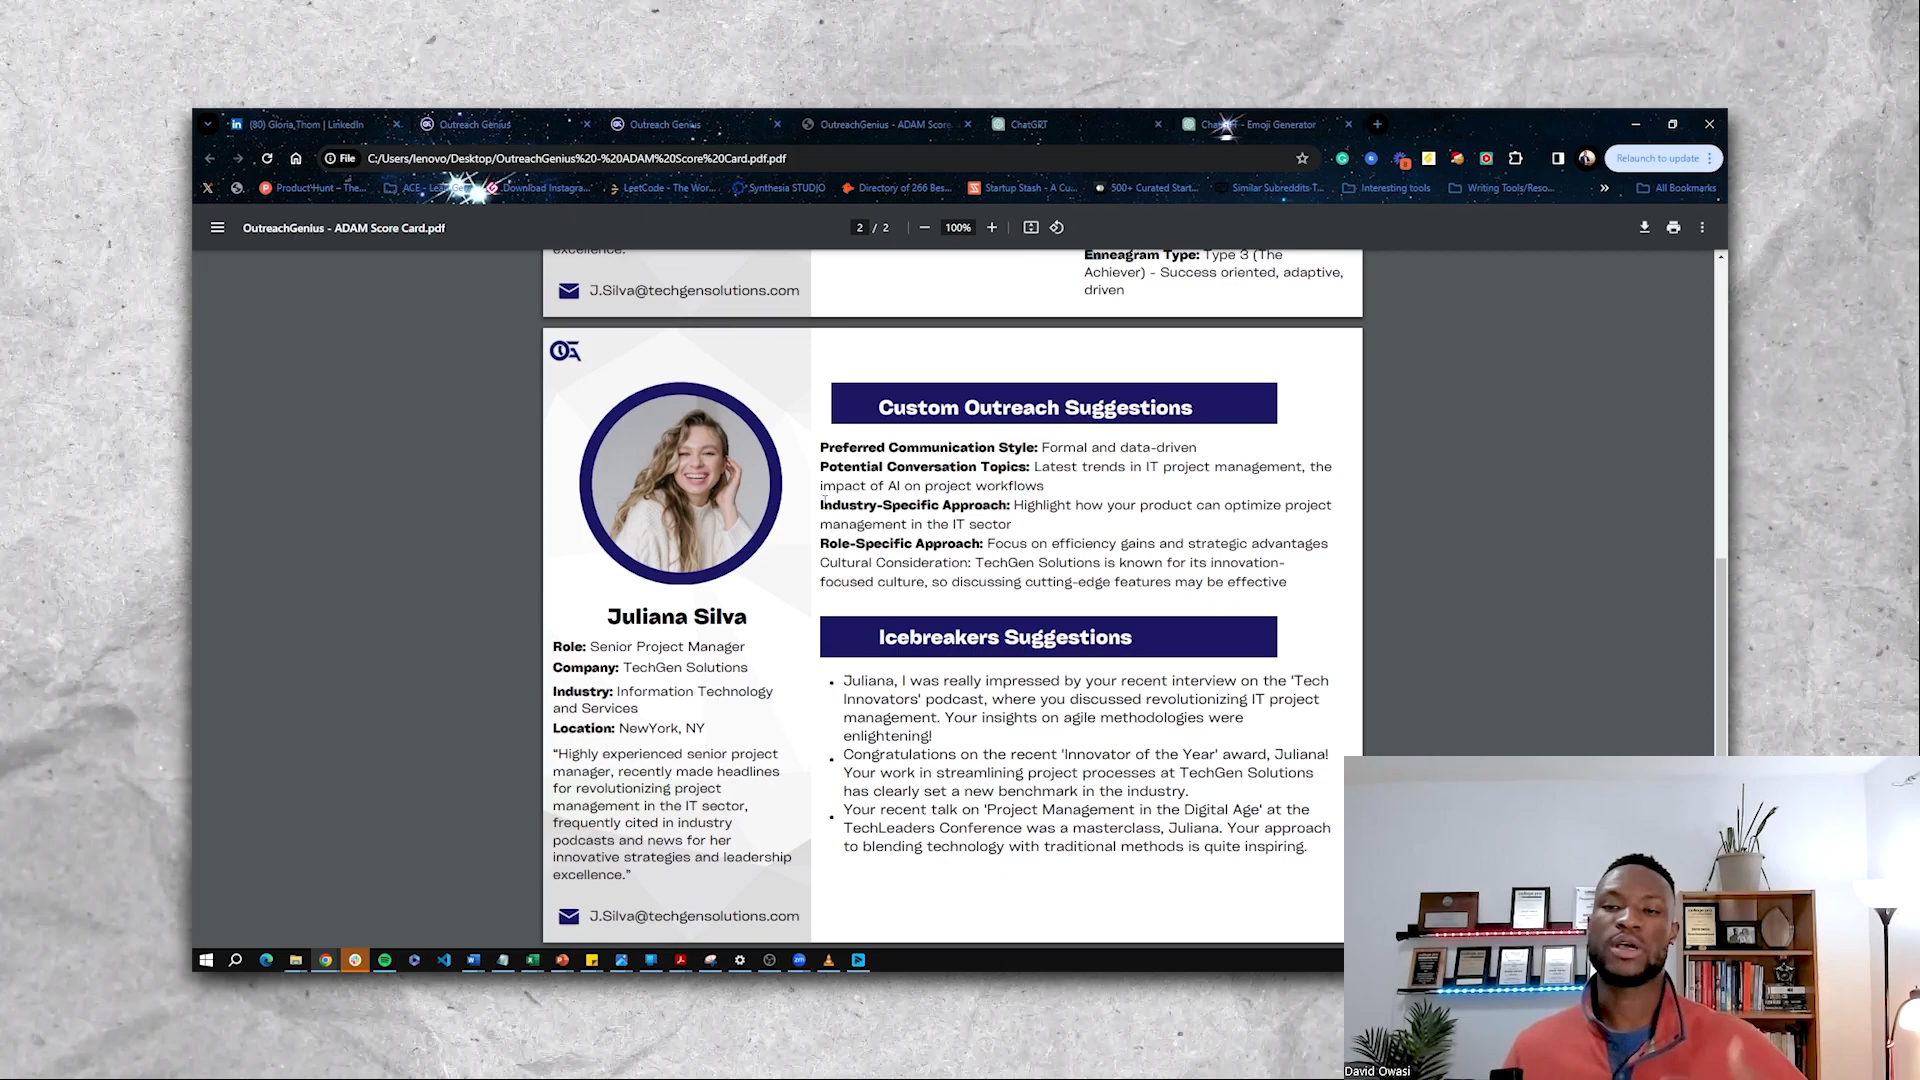 (80) Gloria Thom | LinkedIn
Outreach Genius
Outreach Genius
OutreachGenius - ADAM Score
ChatGPT
- Emoji Generator
File
C:/Users/lenovo/Desktop/OutreachGenius%20-%20ADAM%20Score%20Card.pdf.pdf
Relaunch to update
Product Hunt - The...
Download Instagra...
LeetCode - The Wor...
Synthesia STUDIO
Directory of 266 Bes...
Startup Stash - A Cu...
500+ Curated Start...
Similar Subreddits T...
Interesting tools
Writing Tools/Reso...
All Bookmarks
OutreachGenius - ADAM Score Card.pdf
2 / 2
100%
excellence.
J.Silva@techgensolutions.com
Enneagram Type: Type 3 (The
Achiever) - Success oriented, adaptive,
driven
Juliana Silva
Role: Senior Project Manager
Company: TechGen Solutions
Industry: Information Technology
and Services
Location: NewYork, NY
“Highly experienced senior project
manager, recently made headlines
for revolutionizing project
management in the IT sector,
frequently cited in industry
podcasts and news for her
innovative strategies and leadership
excellence.”
J.Silva@techgensolutions.com
Custom Outreach Suggestions
Preferred Communication Style: Formal and data-driven
Potential Conversation Topics: Latest trends in IT project management, the
impact of AI on project workflows
Industry-Specific Approach: Highlight how your product can optimize project
management in the IT sector
Role-Specific Approach: Focus on efficiency gains and strategic advantages
Cultural Consideration: TechGen Solutions is known for its innovation-
focused culture, so discussing cutting-edge features may be effective
Icebreakers Suggestions
Juliana, I was really impressed by your recent interview on the 'Tech
Innovators' podcast, where you discussed revolutionizing IT project
management. Your insights on agile methodologies were
enlightening!
Congratulations on the recent 'Innovator of the Year' award, Juliana!
Your work in streamlining project processes at TechGen Solutions
has clearly set a new benchmark in the industry.
Your recent talk on 'Project Management in the Digital Age' at the
TechLeaders Conference was a masterclass, Juliana. Your approach
to blending technology with traditional methods is quite inspiring.
David Owasi